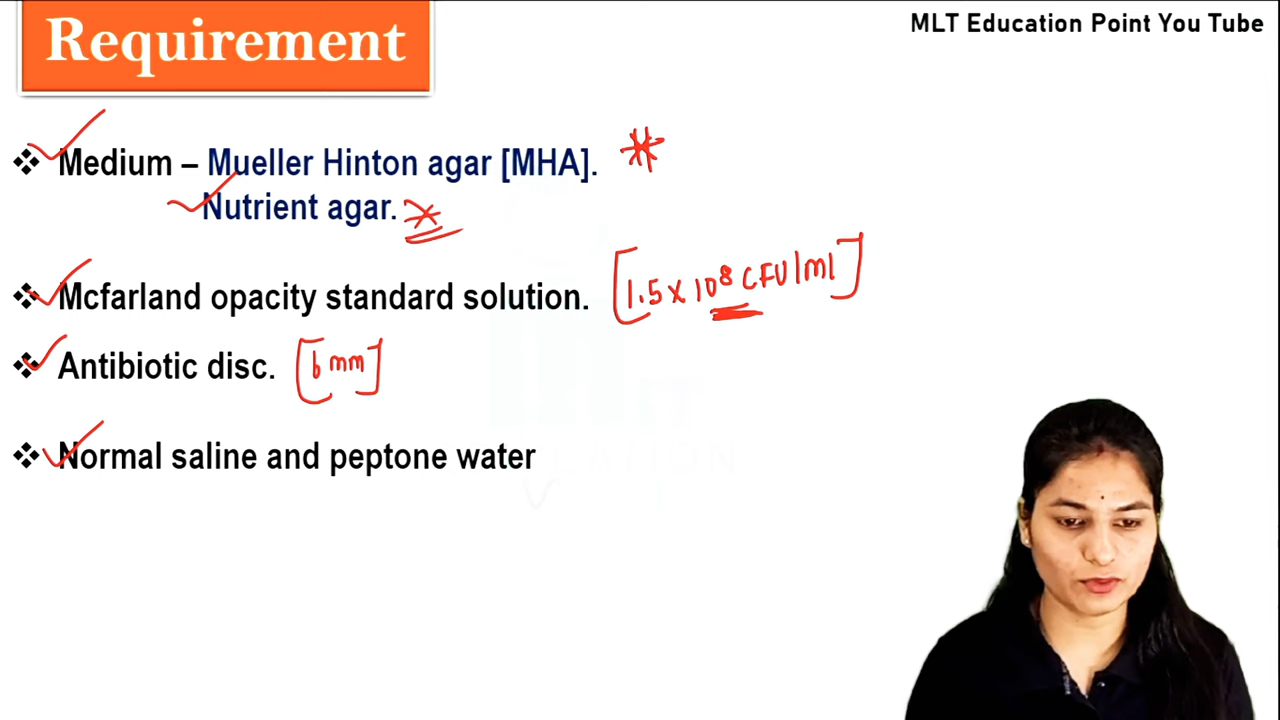 Requirement
MLT Education Point You Tube
❖ Medium – Mueller Hinton agar [MHA].
Nutrient agar.
❖ Mcfarland opacity standard solution. [1.5 x 10⁸ CFU/ml]
❖ Antibiotic disc. [6 mm]
❖ Normal saline and peptone water